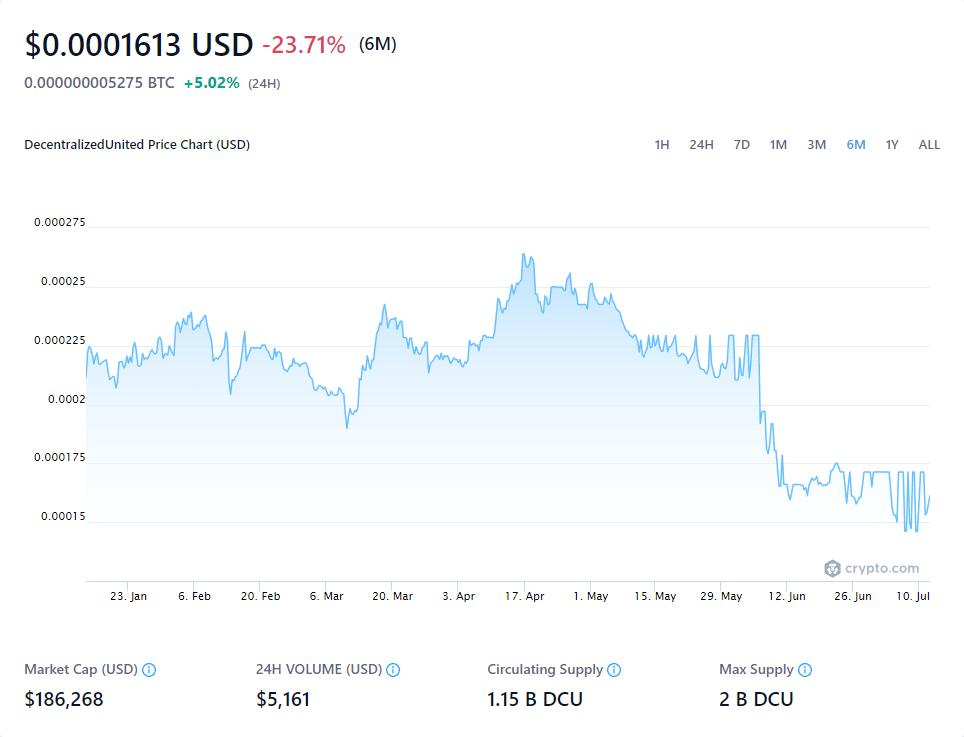 $0.0001613 USD -23.71% (6M)
0.000000005275 BTC +5.02% (24H)
DecentralizedUnited Price Chart (USD) 1H 24H 7D 1M 3M 6M 1Y ALL
0.000275
0.00025
0.000225
0.0002
0.000175
0.00015
crypto.com
23. Jan 6. Feb 20. Feb 6. Mar 20. Mar 3. Apr 17. Apr 1. May 15. May 29. May 12. Jun 26. Jun 10. Jul
Market Cap (USD) 24H VOLUME (USD) Circulating Supply Max Supply
$186,268 $5,161 1.15 B DCU 2 B DCU